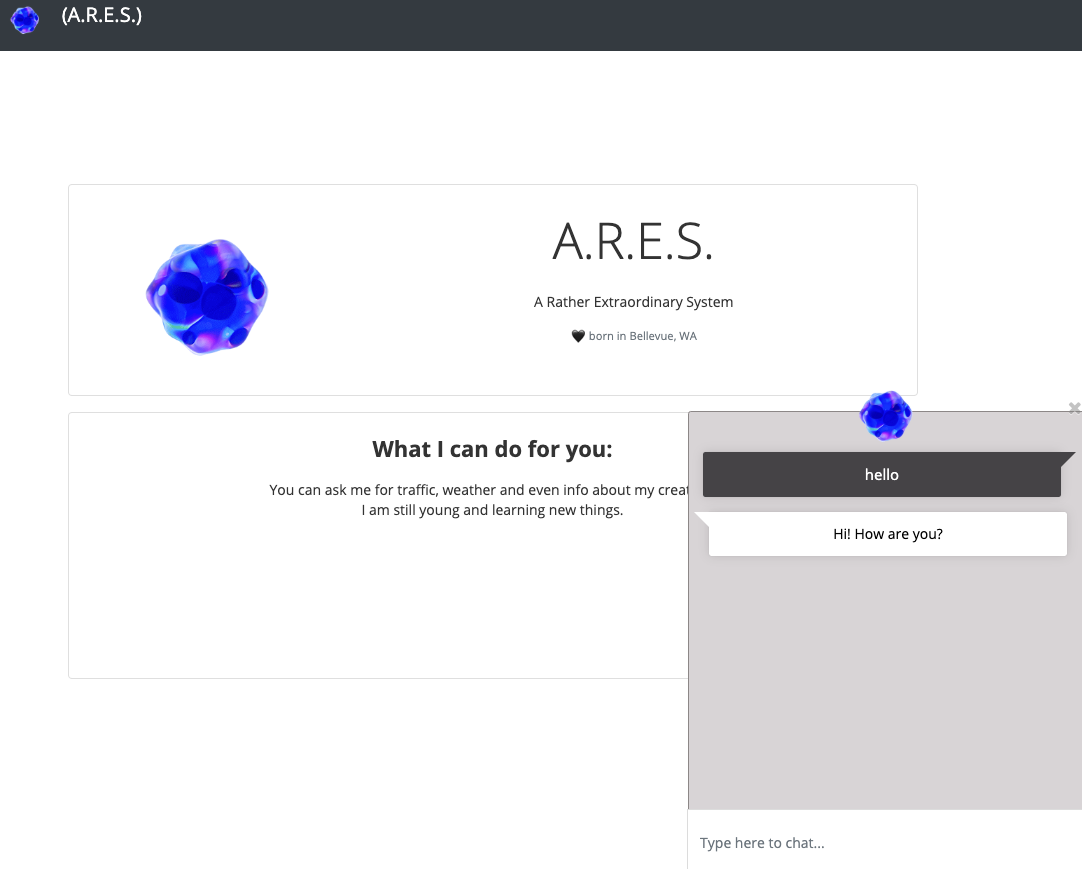 (A.R.E.S.)
A.R.E.S.
A Rather Extraordinary System
🖤 born in Bellevue, WA
What I can do for you:
You can ask me for traffic, weather and even info about my
I am still young and learning new things.
hello
Hi! How are you?
Type here to chat...